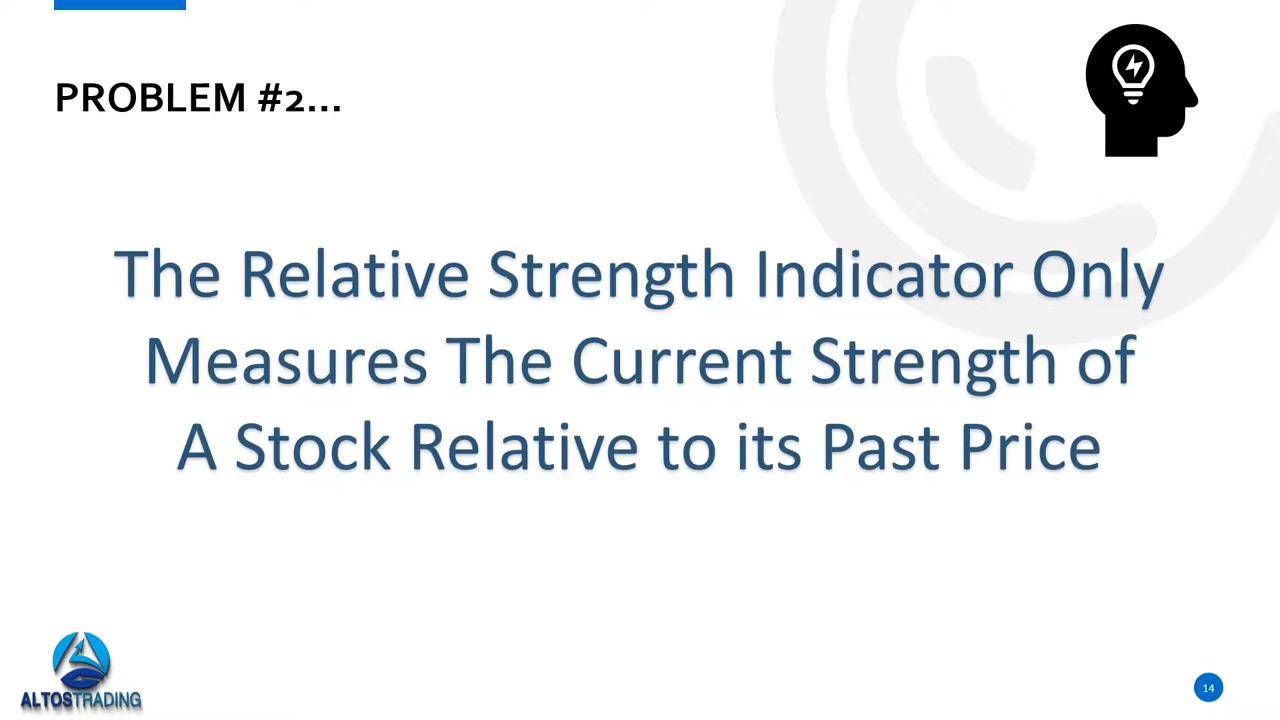 PROBLEM #2...
The Relative Strength Indicator Only
Measures The Current Strength of
A Stock Relative to its Past Price
ALTOSTRADING
14